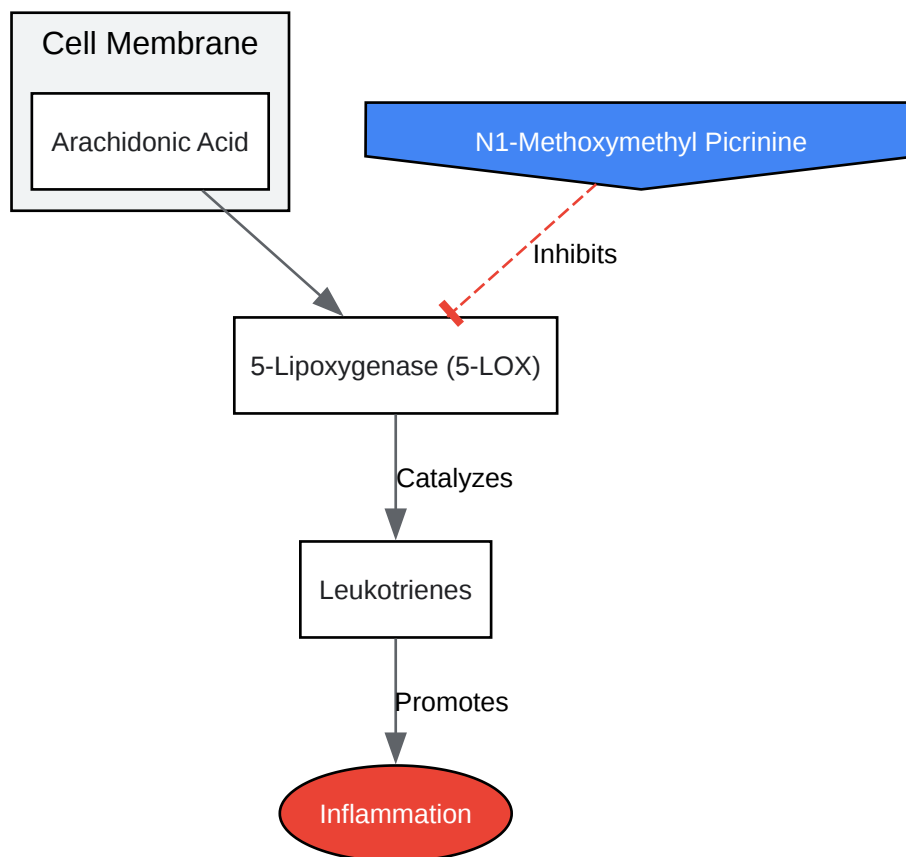 Cell Membrane
Arachidonic Acid
N1-Methoxymethyl Picrinine
Inhibits
5-Lipoxygenase (5-LOX)
Catalyzes
Leukotrienes
Promotes
Inflammation